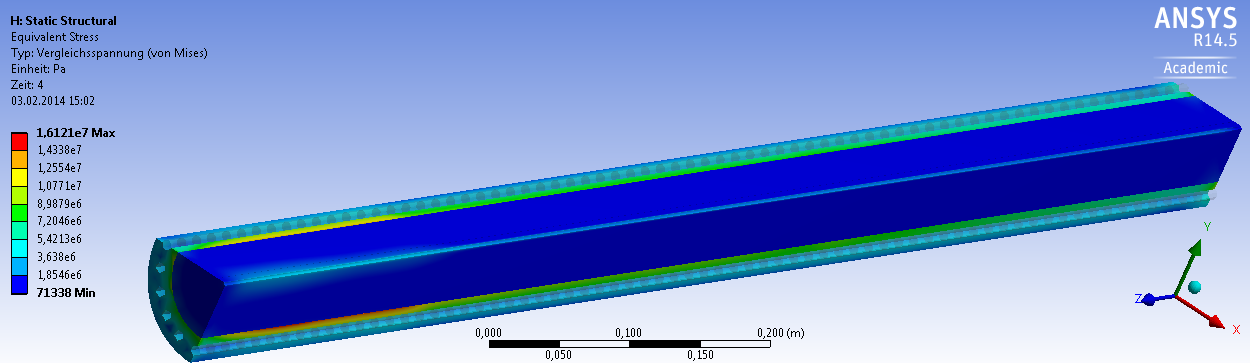 H: Static Structural
Equivalent Stress
Typ: Vergleichsspannung (von Mises)
Einheit: Pa
Zeit: 4
03.02.2014 15:02
1,6121e7 Max
1,4338e7
1,2554e7
1,0771e7
8,9879e6
7,2046e6
5,4213e6
3,638e6
1,8546e6
71338 Min
ANSYS
R14.5
Academic
0,000 0,100 0,200 (m)
0,050 0,150
Y
Z
X